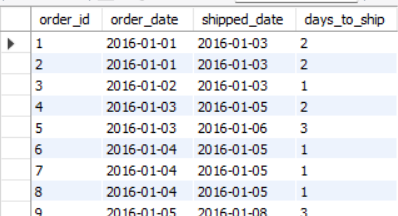 order_id order_date shipped_date days_to_ship
1 2016-01-01 2016-01-03 2
2 2016-01-01 2016-01-03 2
3 2016-01-02 2016-01-03 1
4 2016-01-03 2016-01-05 2
5 2016-01-03 2016-01-06 3
6 2016-01-04 2016-01-05 1
7 2016-01-04 2016-01-05 1
8 2016-01-04 2016-01-05 1
9 2016-01-05 2016-01-08 3